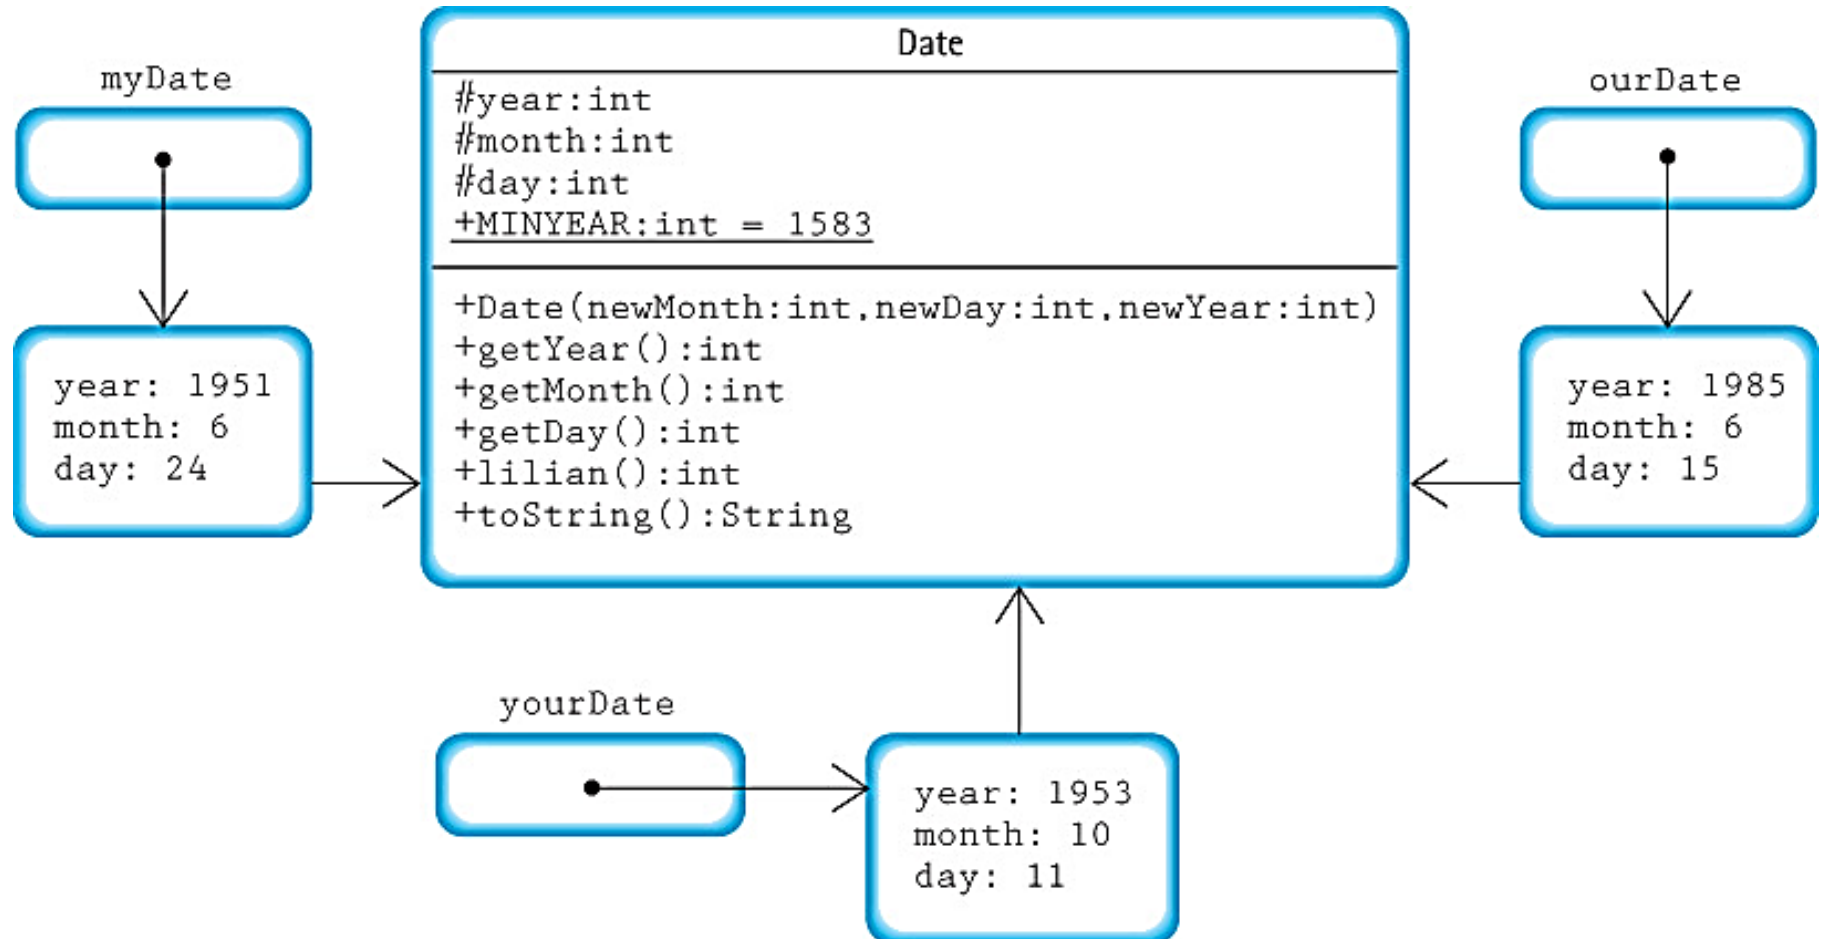 Date
#year:int
#month:int
#day:int
+MINYEAR:int = 1583
+Date(newMonth:int,newDay:int,newYear:int)
+getYear():int
+getMonth():int
+getDay():int
+lilian():int
+toString():String
myDate
year: 1951
month: 6
day: 24
ourDate
year: 1985
month: 6
day: 15
yourDate
year: 1953
month: 10
day: 11